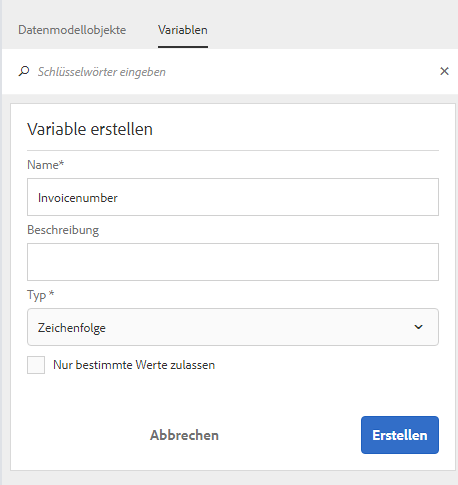 Datenmodellobjekte Variablen
Schlüsselwörter eingeben
Variable erstellen
Name*
Invoicenumber
Beschreibung
Typ *
Zeichenfolge
Nur bestimmte Werte zulassen
Abbrechen Erstellen